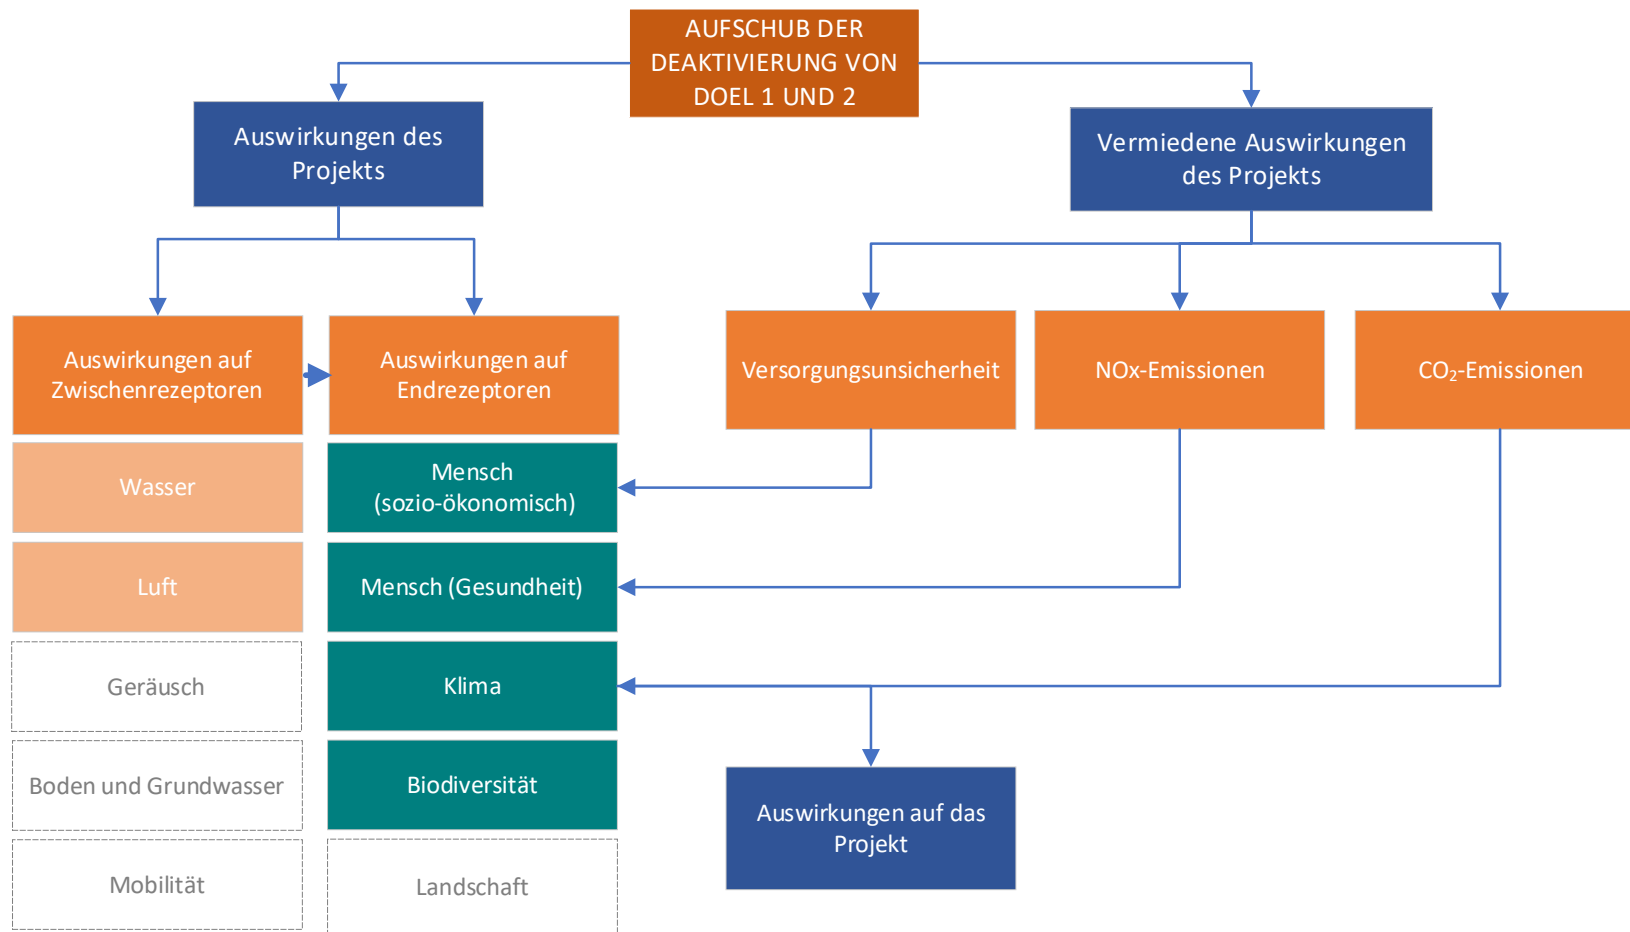 AUFSCHUB DER
DEAKTIVIERUNG VON
DOEL 1 UND 2
Auswirkungen des
Projekts
Vermiedene Auswirkungen
des Projekts
Auswirkungen auf
Zwischenrezeptoren
Auswirkungen auf
Endrezeptoren
Versorgungsunsicherheit
NOx-Emissionen
CO₂-Emissionen
Wasser
Mensch
(sozio-ökonomisch)
Luft
Mensch (Gesundheit)
Geräusch
Klima
Boden und Grundwasser
Biodiversität
Auswirkungen auf das
Projekt
Mobilität
Landschaft